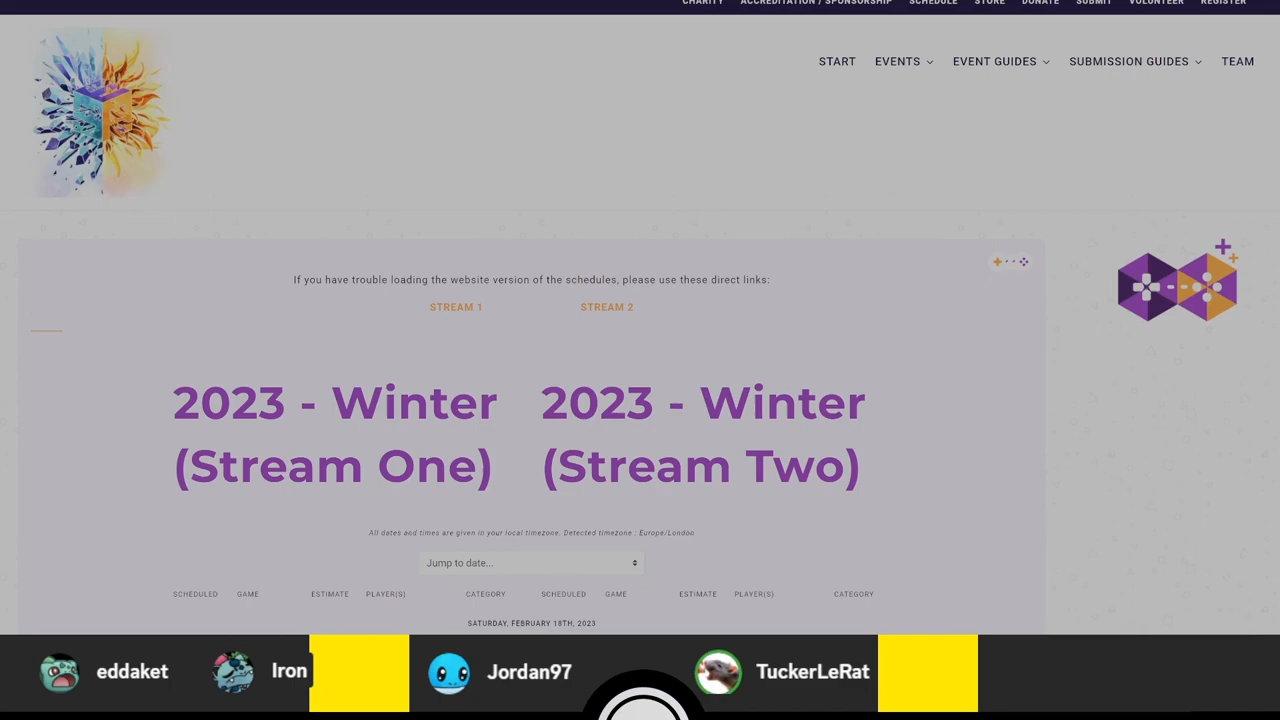 CHARITY ACCREDITATION / SPONSORSHIP SCHEDULE STORE DONATE SUBMIT VOLUNTEER REGISTER
START EVENTS EVENT GUIDES SUBMISSION GUIDES TEAM
If you have trouble loading the website version of the schedules, please use these direct links:
STREAM 1 STREAM 2
2023 - Winter
(Stream One)
2023 - Winter
(Stream Two)
All dates and times are given in your local timezone. Detected timezone : Europe/London
Jump to date...
SCHEDULED GAME ESTIMATE PLAYER(S) CATEGORY SCHEDULED GAME ESTIMATE PLAYER(S) CATEGORY
SATURDAY, FEBRUARY 18TH, 2023
eddaket Iron Jordan97 TuckerLeRat